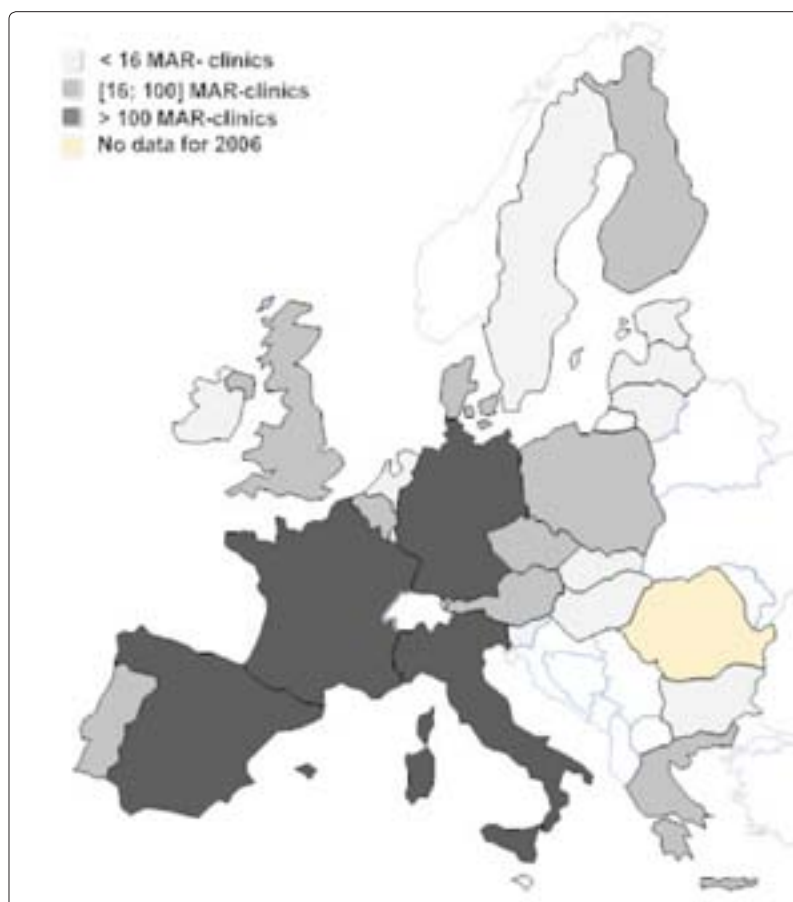 < 16 MAR- clinics
[16; 100] MAR-clinics
> 100 MAR-clinics
No data for 2006